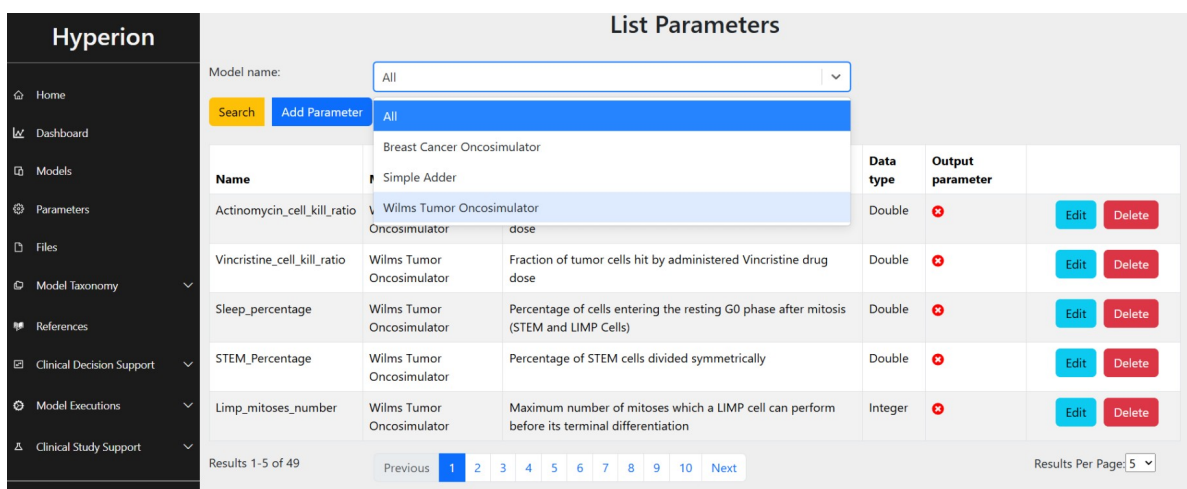 Hyperion
Home
Dashboard
Models
Parameters
Files
Model Taxonomy
References
Clinical Decision Support
Model Executions
Clinical Study Support
List Parameters
Model name:
All
Search Add Parameter
All
Breast Cancer Oncosimulator
Simple Adder
Wilms Tumor Oncosimulator
Name Data type Output parameter
Actinomycin_cell_kill_ratio Oncosimulator dose Double Edit Delete
Vincristine_cell_kill_ratio Wilms Tumor Oncosimulator Fraction of tumor cells hit by administered Vincristine drug dose Double Edit Delete
Sleep_percentage Wilms Tumor Oncosimulator Percentage of cells entering the resting G0 phase after mitosis (STEM and LIMP Cells) Double Edit Delete
STEM_Percentage Wilms Tumor Oncosimulator Percentage of STEM cells divided symmetrically Double Edit Delete
Limp_mitoses_number Wilms Tumor Oncosimulator Maximum number of mitoses which a LIMP cell can perform before its terminal differentiation Integer Edit Delete
Results 1-5 of 49 Previous 1 2 3 4 5 6 7 8 9 10 Next Results Per Page: 5